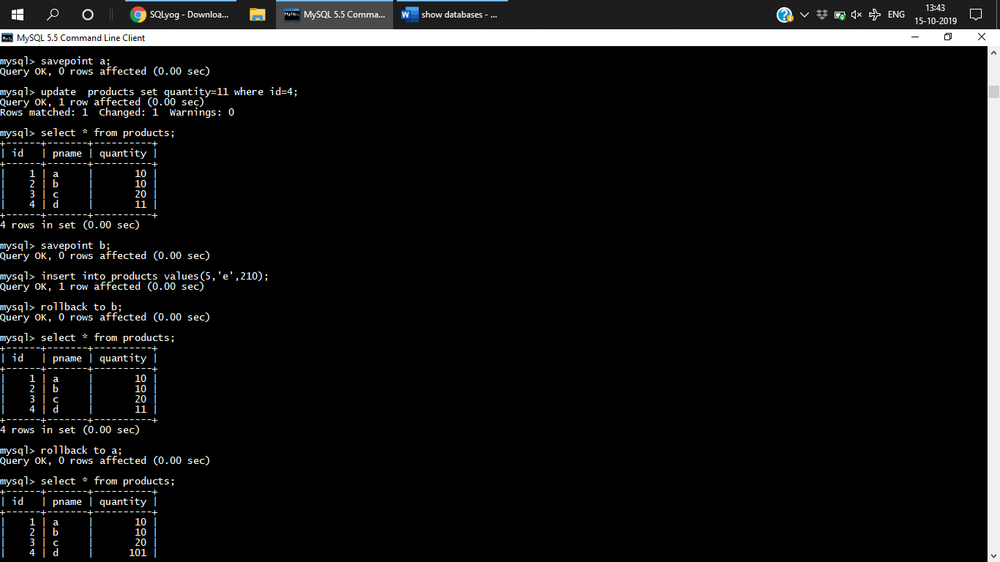 SQLyog - Downloa...
MySQL 5.5 Comma...
show databases - ...
ENG
13:43
15-10-2019
MySQL 5.5 Command Line Client
mysql> savepoint a;
Query OK, 0 rows affected (0.00 sec)
mysql> update  products set quantity=11 where id=4;
Query OK, 1 row affected (0.00 sec)
Rows matched: 1  Changed: 1  Warnings: 0
mysql> select * from products;
+------+-------+----------+
| id   | pname | quantity |
+------+-------+----------+
|    1 | a     |       10 |
|    2 | b     |       10 |
|    3 | c     |       20 |
|    4 | d     |       11 |
+------+-------+----------+
4 rows in set (0.00 sec)
mysql> savepoint b;
Query OK, 0 rows affected (0.00 sec)
mysql> insert into products values(5,'e',210);
Query OK, 1 row affected (0.00 sec)
mysql> rollback to b;
Query OK, 0 rows affected (0.00 sec)
mysql> select * from products;
+------+-------+----------+
| id   | pname | quantity |
+------+-------+----------+
|    1 | a     |       10 |
|    2 | b     |       10 |
|    3 | c     |       20 |
|    4 | d     |       11 |
+------+-------+----------+
4 rows in set (0.00 sec)
mysql> rollback to a;
Query OK, 0 rows affected (0.00 sec)
mysql> select * from products;
+------+-------+----------+
| id   | pname | quantity |
+------+-------+----------+
|    1 | a     |       10 |
|    2 | b     |       10 |
|    3 | c     |       20 |
|    4 | d     |      101 |